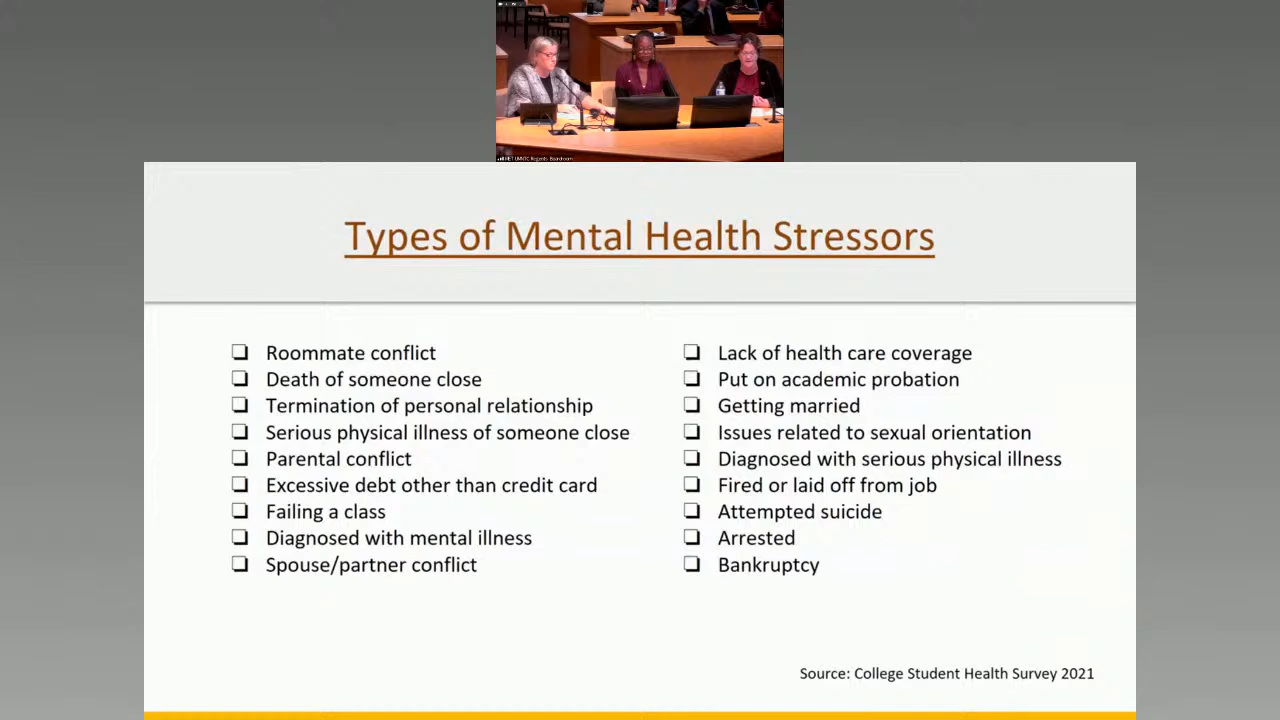 Types of Mental Health Stressors
Roommate conflict
Death of someone close
Termination of personal relationship
Serious physical illness of someone close
Parental conflict
Excessive debt other than credit card
Failing a class
Diagnosed with mental illness
Spouse/partner conflict
Lack of health care coverage
Put on academic probation
Getting married
Issues related to sexual orientation
Diagnosed with serious physical illness
Fired or laid off from job
Attempted suicide
Arrested
Bankruptcy
Source: College Student Health Survey 2021